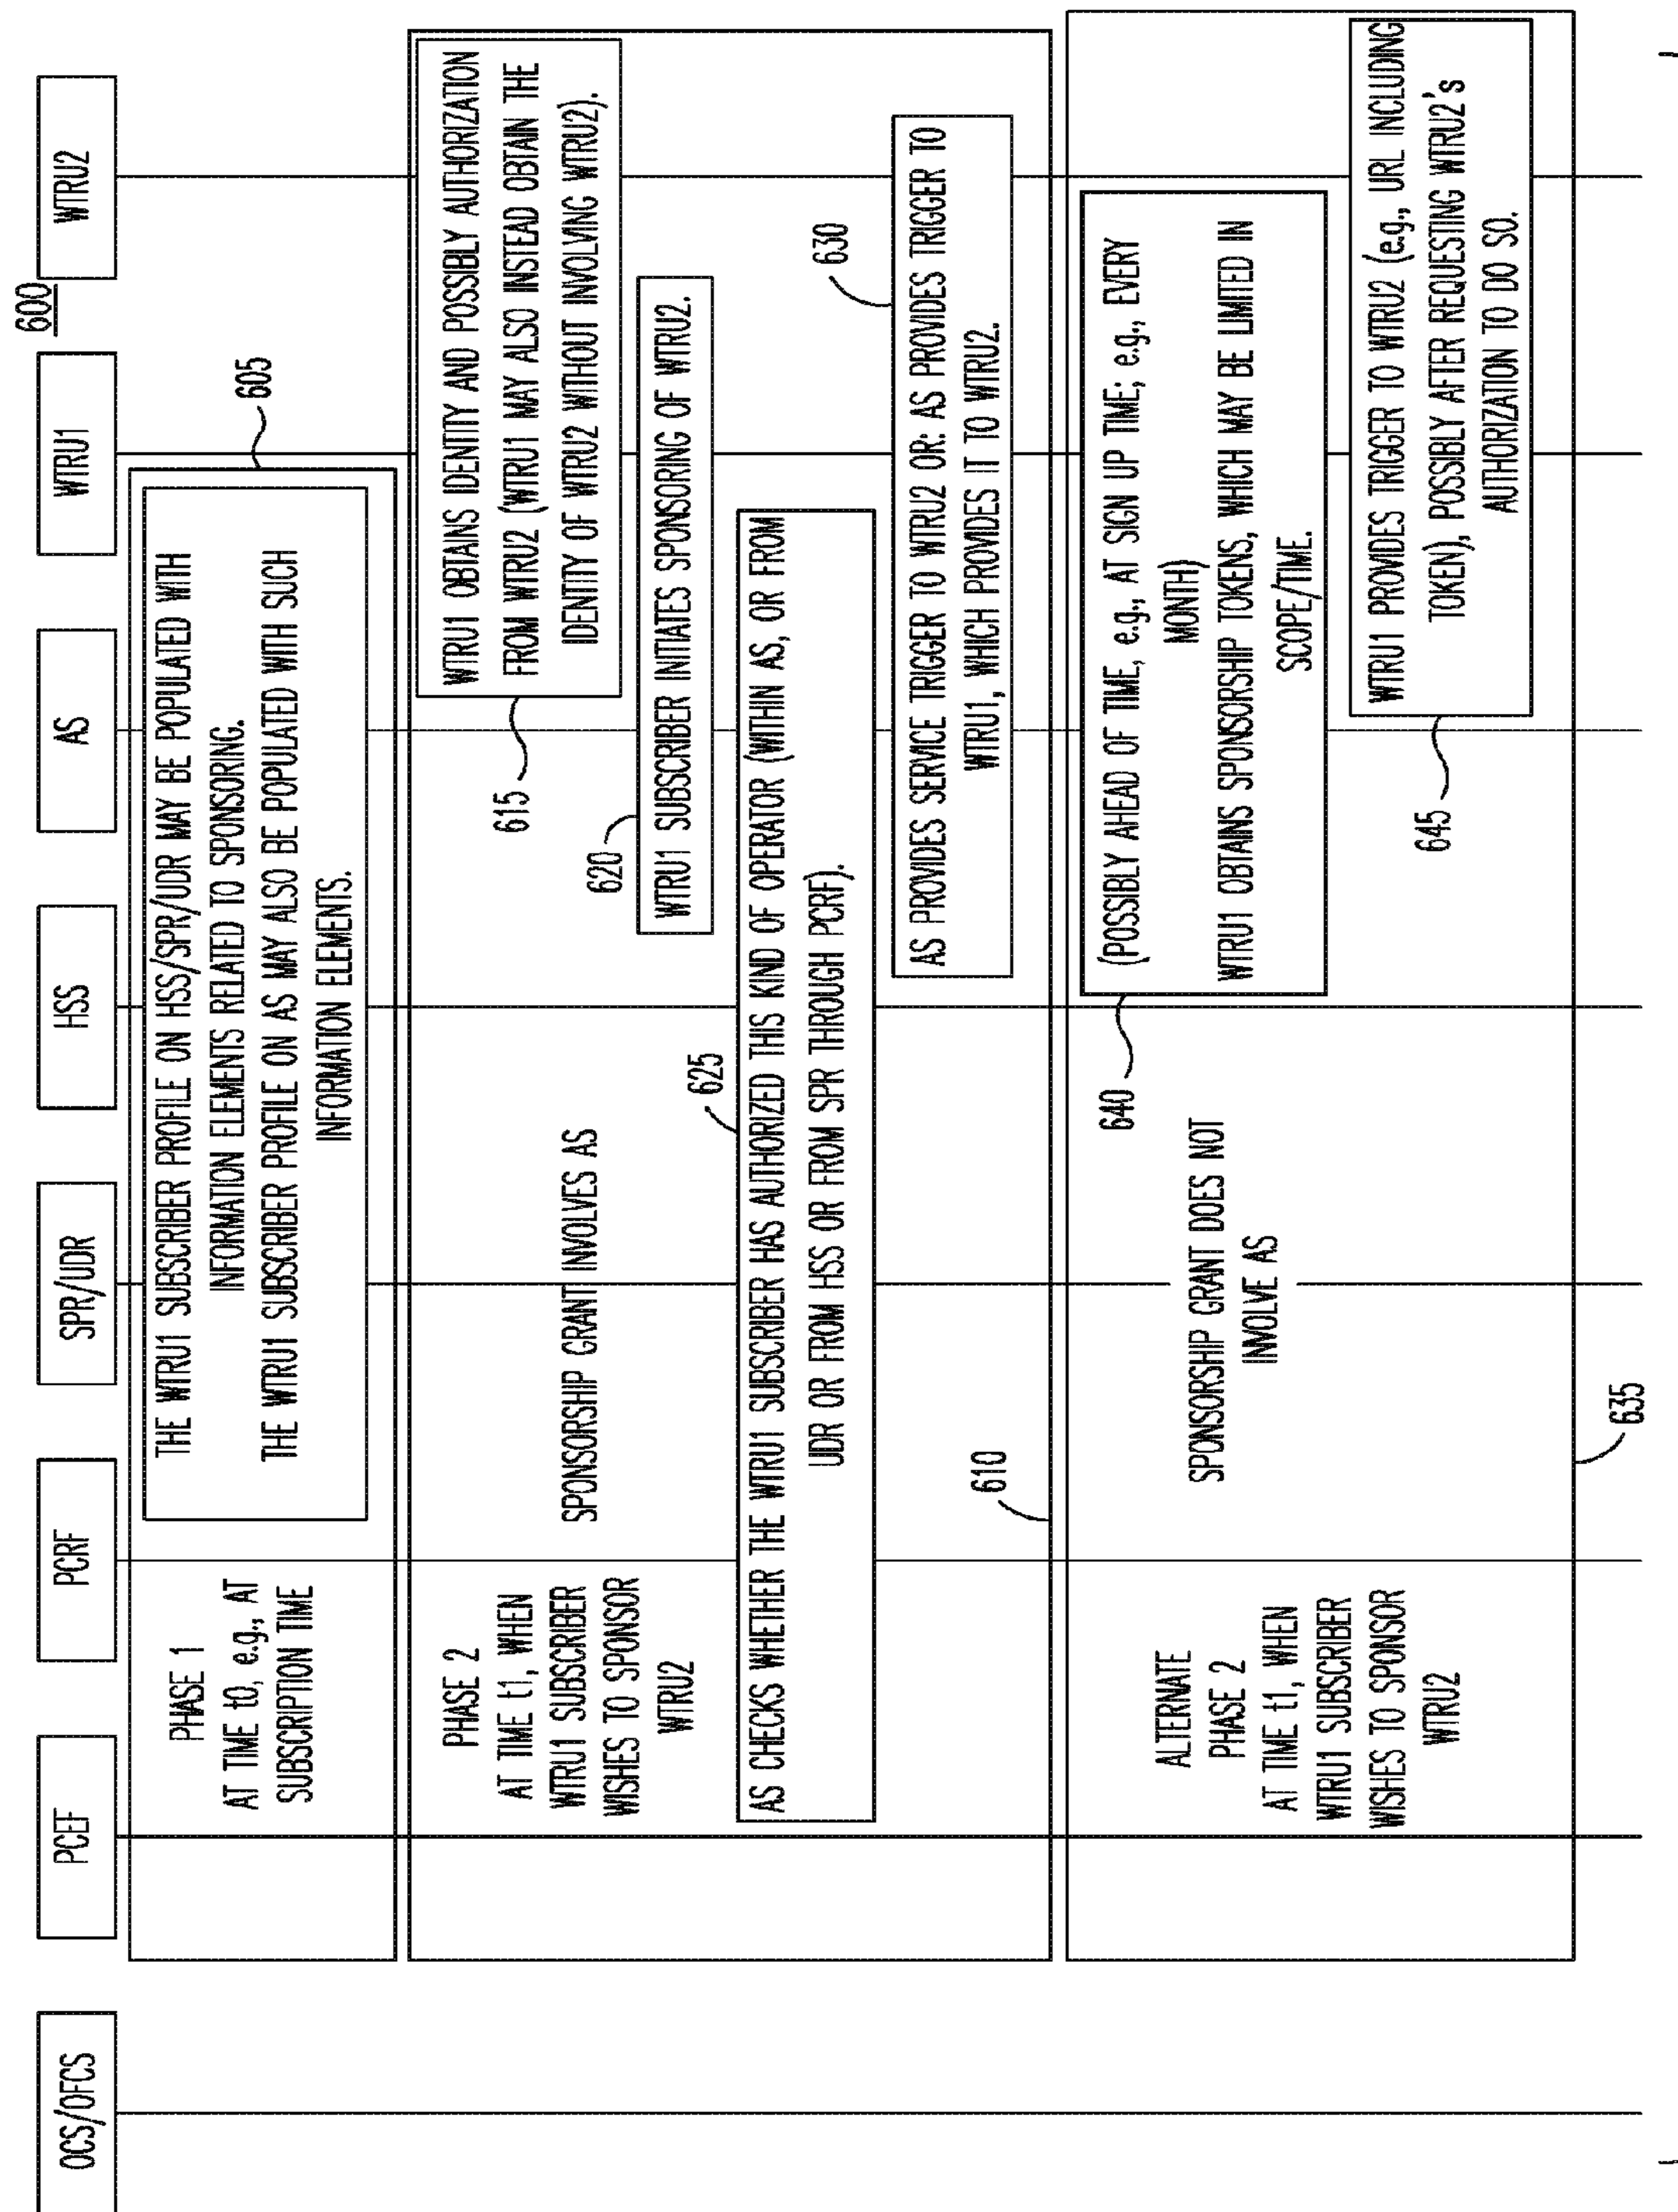 600
OCS/OFCS
PCEF
PCRF
SPR/UDR
HSS
AS
WTRU1
WTRU2
PHASE 1
AT TIME t0, e.g., AT
SUBSCRIPTION TIME
THE WTRU1 SUBSCRIBER PROFILE ON HSS/SPR/UDR MAY BE POPULATED WITH
INFORMATION ELEMENTS RELATED TO SPONSORING.
THE WTRU1 SUBSCRIBER PROFILE ON AS MAY ALSO BE POPULATED WITH SUCH
INFORMATION ELEMENTS.
605
PHASE 2
AT TIME t1, WHEN
WTRU1 SUBSCRIBER
WISHES TO SPONSOR
WTRU2
SPONSORSHIP GRANT INVOLVES AS
615
WTRU1 OBTAINS IDENTITY AND POSSIBLY AUTHORIZATION
FROM WTRU2 (WTRU1 MAY ALSO INSTEAD OBTAIN THE
IDENTITY OF WTRU2 WITHOUT INVOLVING WTRU2).
620
WTRU1 SUBSCRIBER INITIATES SPONSORING OF WTRU2.
625
AS CHECKS WHETHER THE WTRU1 SUBSCRIBER HAS AUTHORIZED THIS KIND OF OPERATOR (WITHIN AS, OR FROM
UDR OR FROM HSS OR FROM SPR THROUGH PCRF).
630
AS PROVIDES SERVICE TRIGGER TO WTRU2 OR: AS PROVIDES TRIGGER TO
WTRU1, WHICH PROVIDES IT TO WTRU2.
610
ALTERNATE
PHASE 2
AT TIME t1, WHEN
WTRU1 SUBSCRIBER
WISHES TO SPONSOR
WTRU2
SPONSORSHIP GRANT DOES NOT
INVOLVE AS
640
(POSSIBLY AHEAD OF TIME, e.g., AT SIGN UP TIME; e.g., EVERY
MONTH)
WTRU1 OBTAINS SPONSORSHIP TOKENS, WHICH MAY BE LIMITED IN
SCOPE/TIME.
645
WTRU1 PROVIDES TRIGGER TO WTRU2 (e.g., URL INCLUDING
TOKEN), POSSIBLY AFTER REQUESTING WTRU2's
AUTHORIZATION TO DO SO.
635